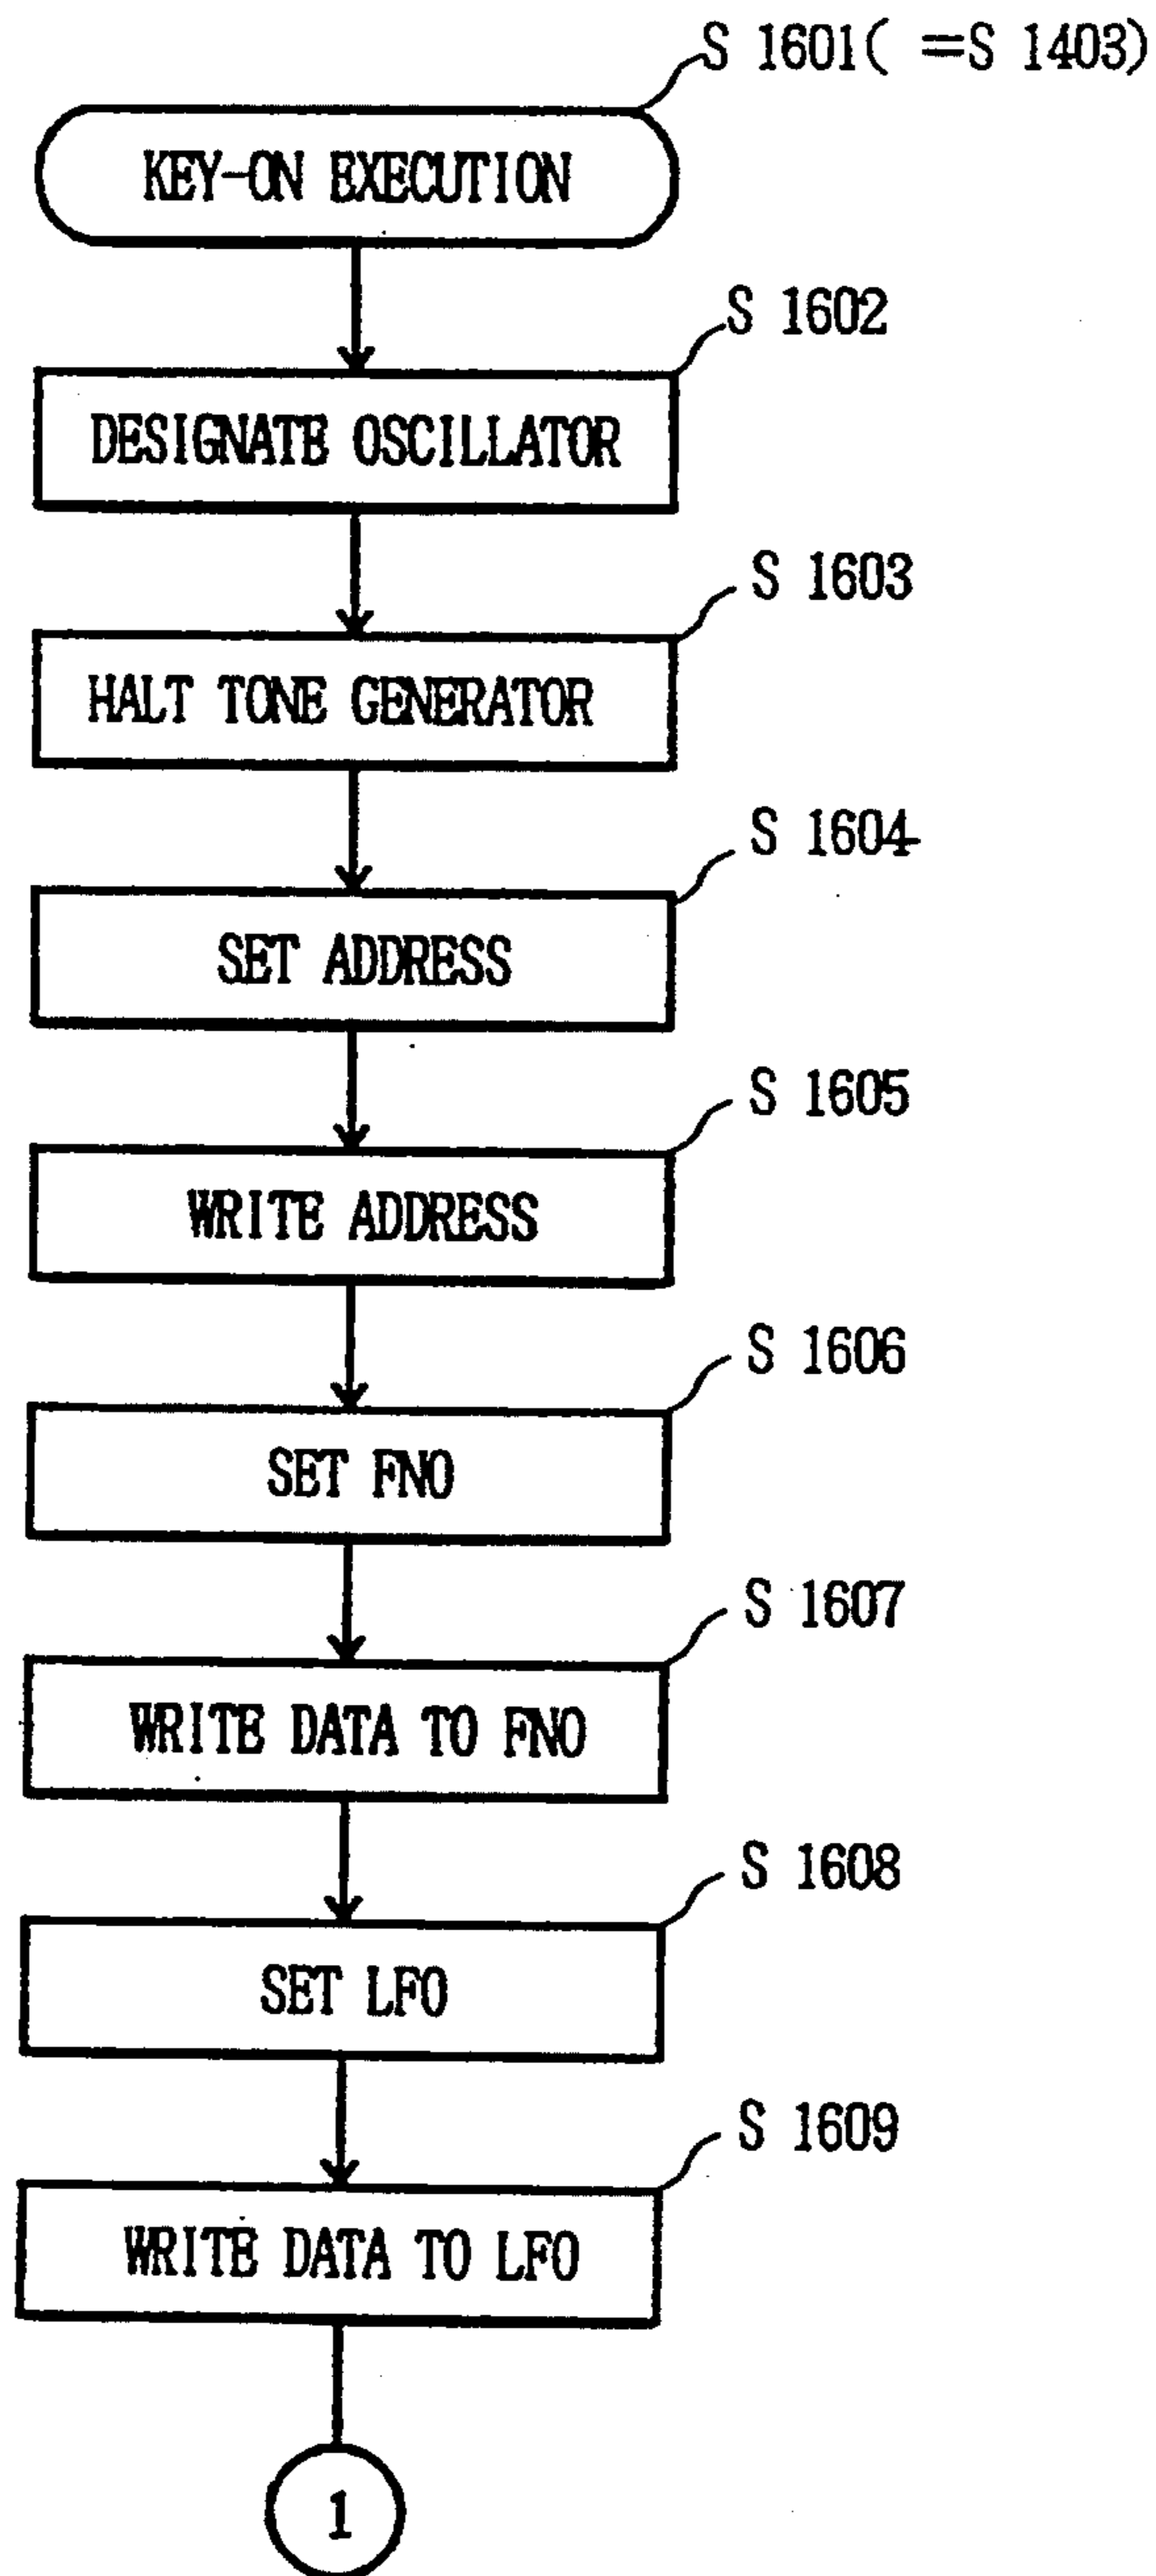 S 1601( =S 1403)
KEY-ON EXECUTION
S 1602
DESIGNATE OSCILLATOR
S 1603
HALT TONE GENERATOR
S 1604
SET ADDRESS
S 1605
WRITE ADDRESS
S 1606
SET FNO
S 1607
WRITE DATA TO FNO
S 1608
SET LFO
S 1609
WRITE DATA TO LFO
1